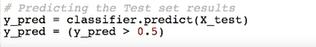 # Predicting the Test set results
y_pred = classifier.predict(X_test)
y_pred = (y_pred > 0.5)